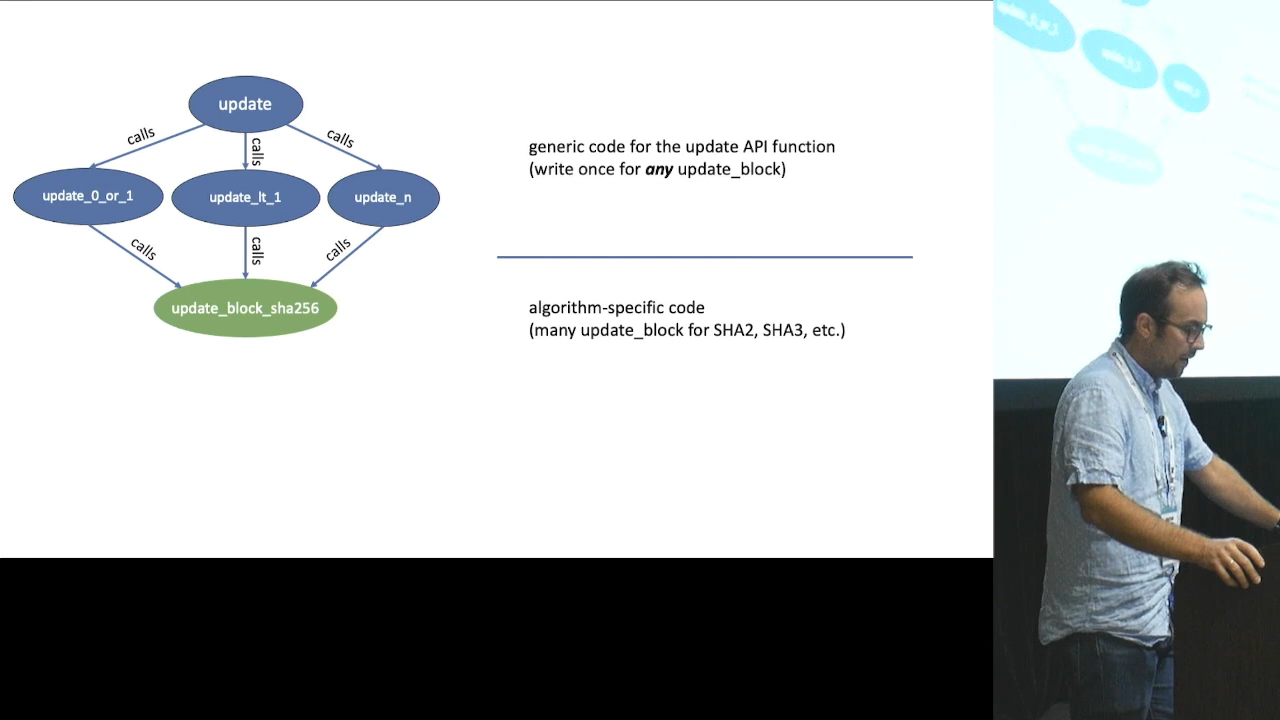 update
calls
calls
calls
update_0_or_1
update_lt_1
update_n
calls
calls
calls
update_block_sha256
generic code for the update API function
(write once for any update_block)
algorithm-specific code
(many update_block for SHA2, SHA3, etc.)